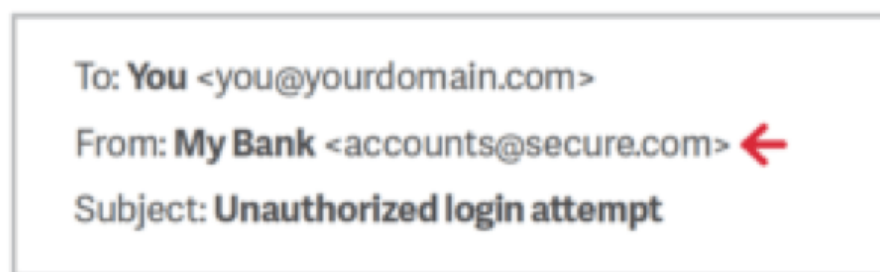 To: You <you@yourdomain.com>
From: My Bank <accounts@secure.com>
Subject: Unauthorized login attempt